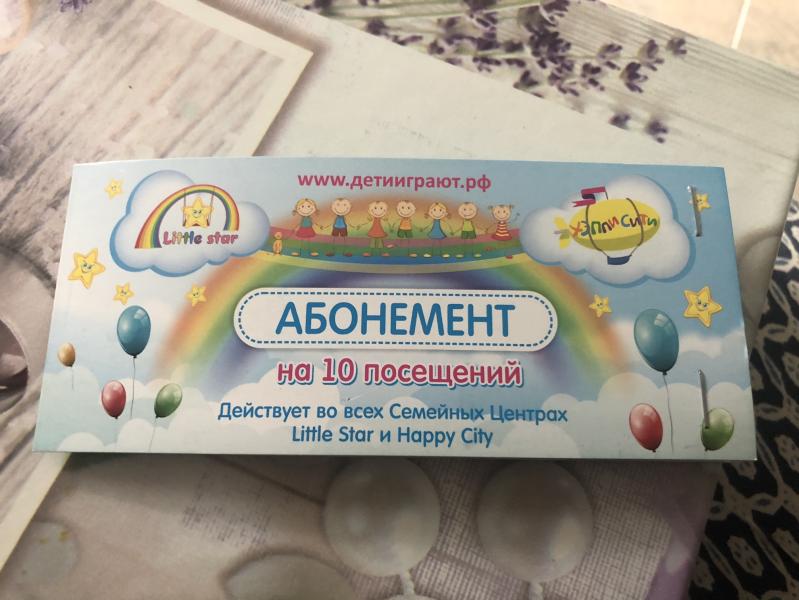 www.детииграют.рф
Little star
ХЭППИ СИТИ
АБОНЕМЕНТ
на 10 посещений
Действует во всех Семейных Центрах
Little Star и Happy City